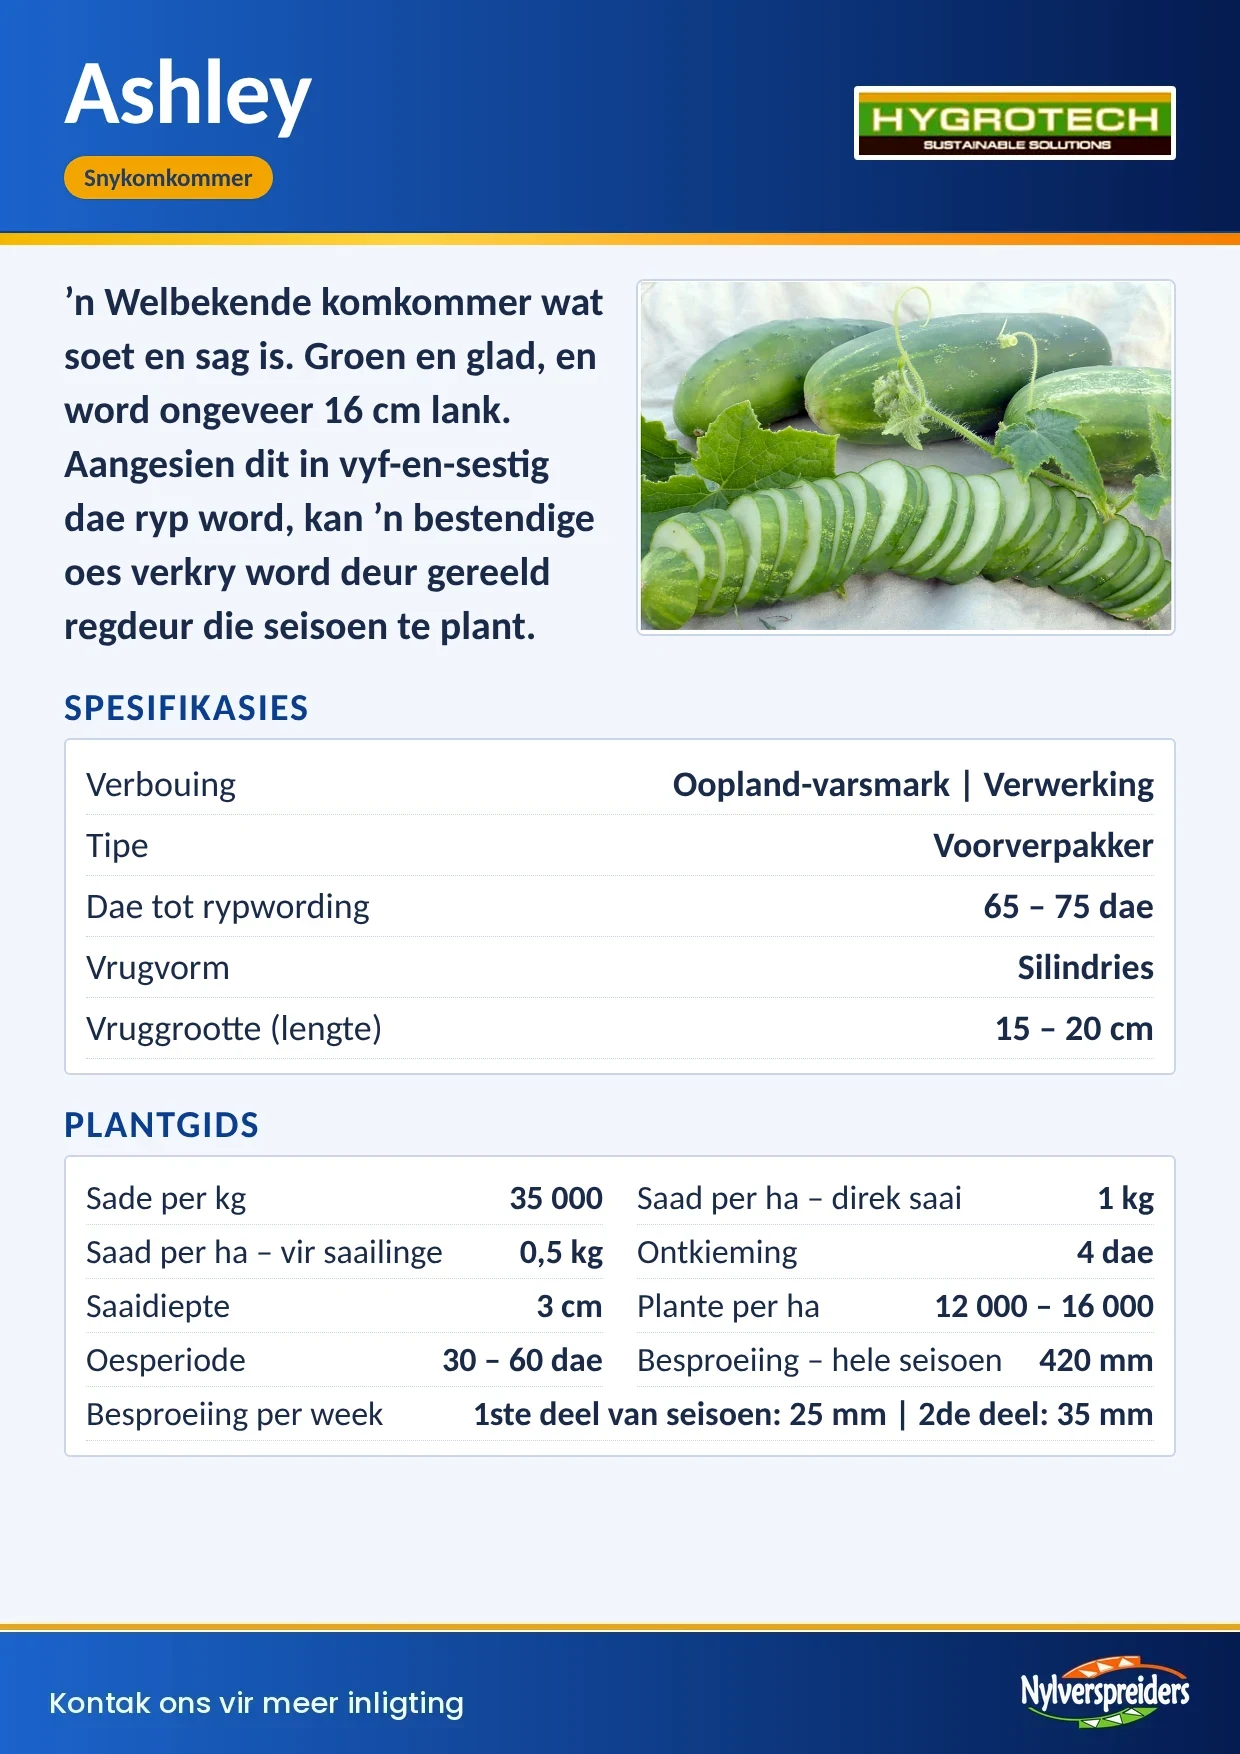 Ashley
Snykomkommer
HYGROTECH
SUSTAINABLE SOLUTIONS
’n Welbekende komkommer wat
soet en sag is. Groen en glad, en
word ongeveer 16 cm lank.
Aangesien dit in vyf-en-sestig
dae ryp word, kan ’n bestendige
oes verkry word deur gereeld
regdeur die seisoen te plant.
SPESIFIKASIES
Verbouing Oopland-varsmark | Verwerking
Tipe Voorverpakker
Dae tot rypwording 65 – 75 dae
Vrugvorm Silindries
Vruggrootte (lengte) 15 – 20 cm
PLANTGIDS
Sade per kg 35 000 Saad per ha – direk saai 1 kg
Saad per ha – vir saailinge 0,5 kg Ontkieming 4 dae
Saaidiepte 3 cm Plante per ha 12 000 – 16 000
Oesperiode 30 – 60 dae Besproeiing – hele seisoen 420 mm
Besproeiing per week 1ste deel van seisoen: 25 mm | 2de deel: 35 mm
Kontak ons vir meer inligting
Nylverspreiders